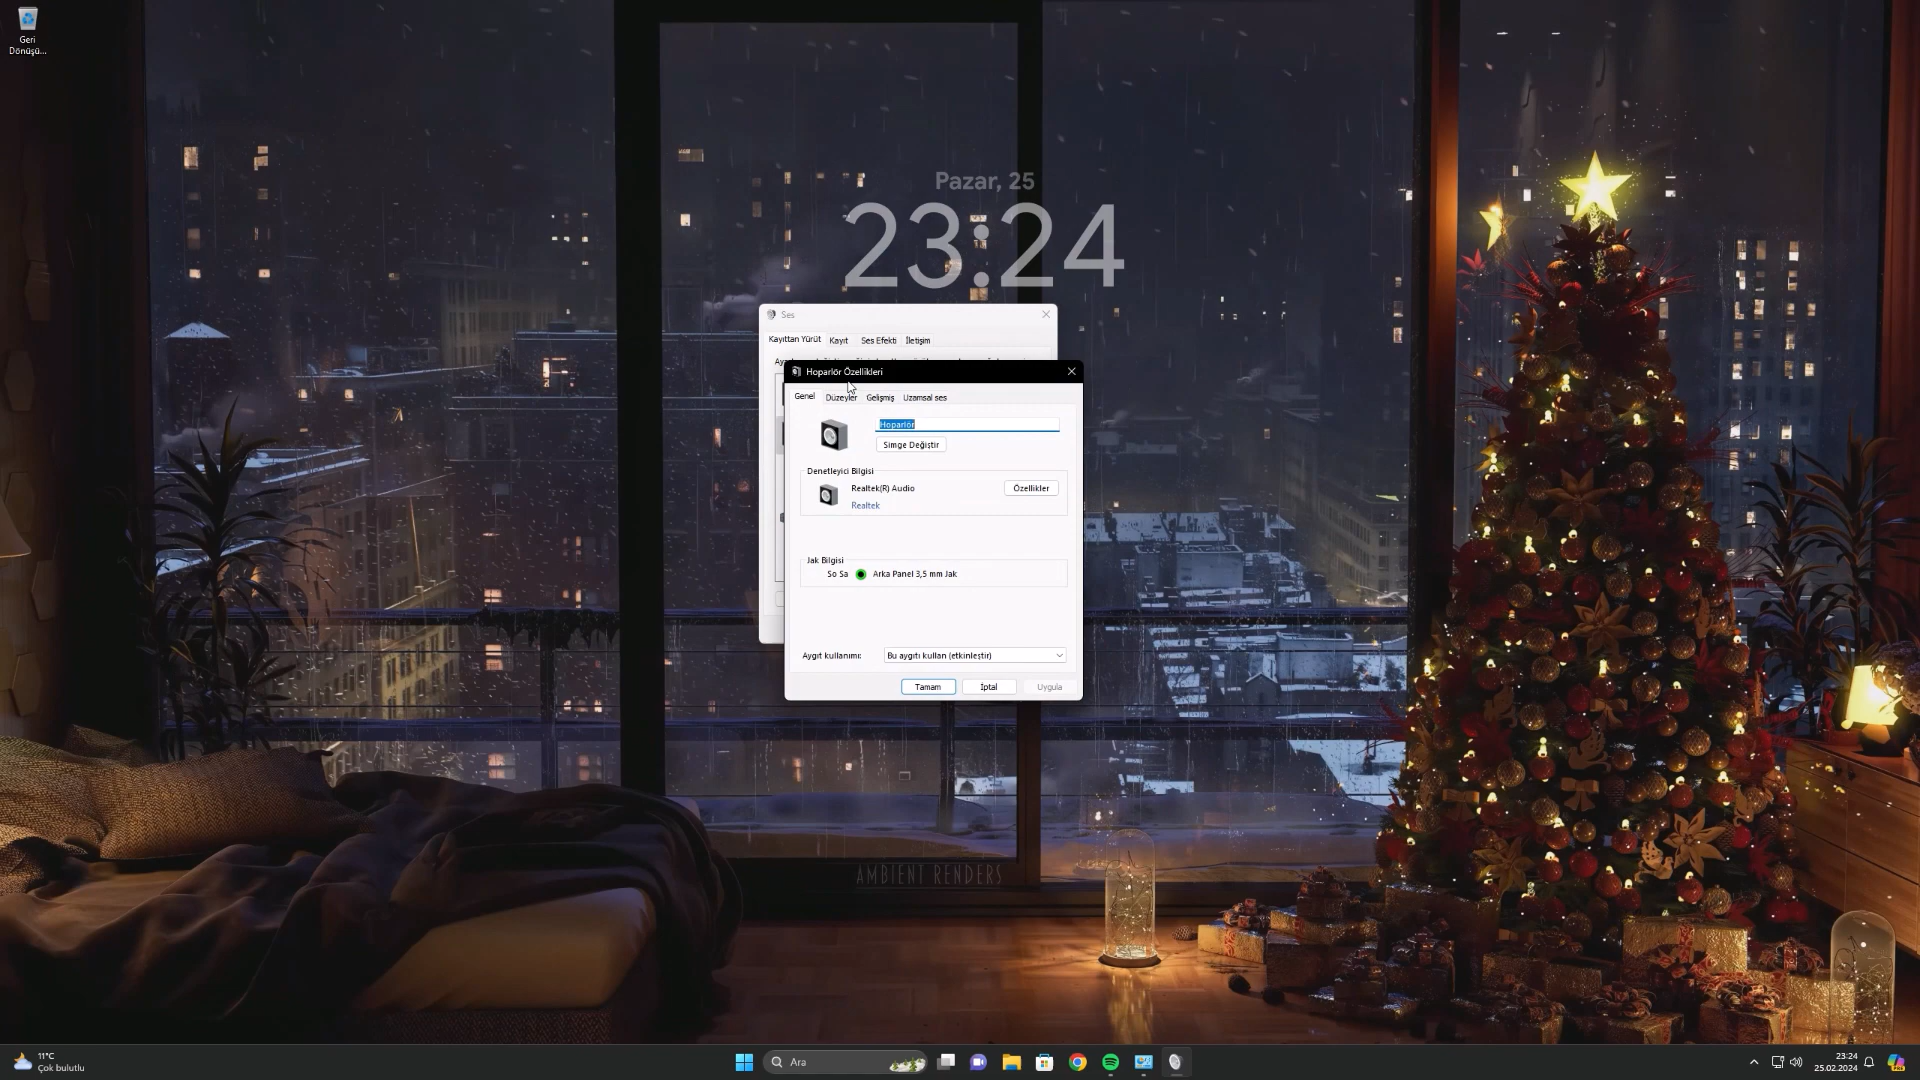 Geri
Dönüşü...
Pazar, 25
23:24
Ses
Kayıttan Yürüt
Kayıt
Ses Efekti
İletişim
Hoparlör Özellikleri
Genel
Düzeyler
Gelişmiş
Uzamsal ses
Hoparlör
Simge Değiştir
Denetleyici Bilgisi
Realtek(R) Audio
Özellikler
Realtek
Jak Bilgisi
So Sa
Arka Panel 3,5 mm Jak
Aygıt kullanımı:
Bu aygıtı kullan (etkinleştir)
Tamam
İptal
Uygula
AMBIENT RENDERS
11°C
Çok bulutlu
Ara
23:24
25.02.2024